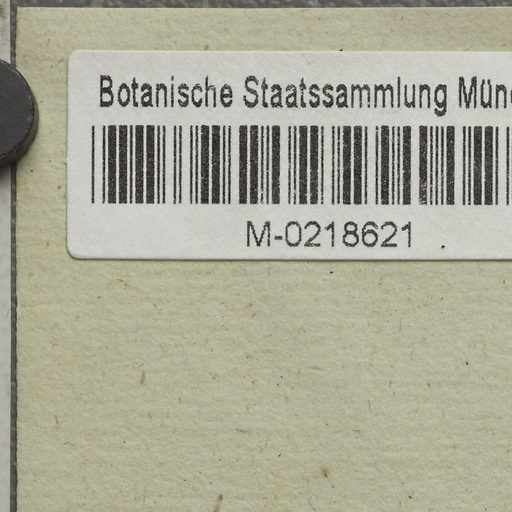 Botanische Staatssammlung Mün
M-0218621